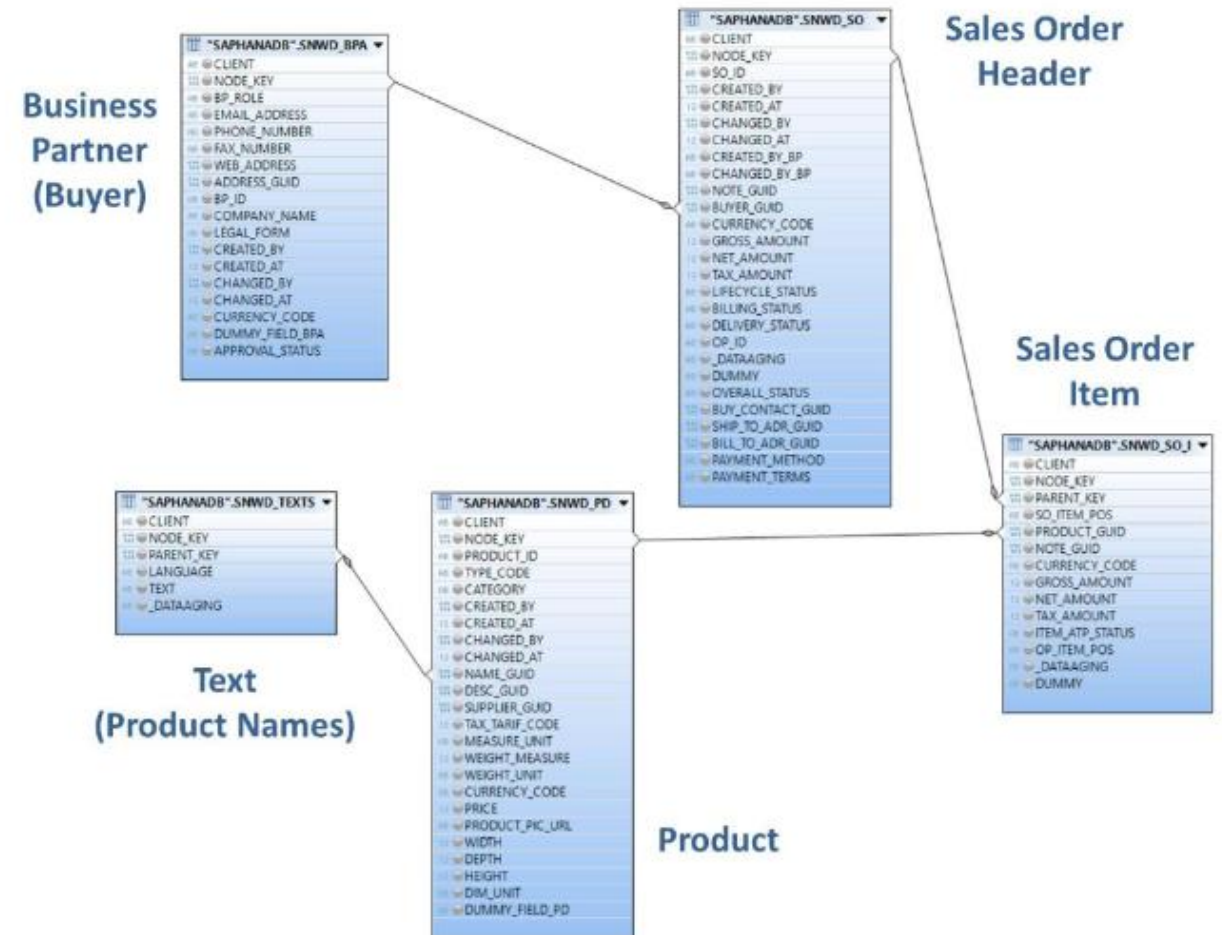 Business
Partner
(Buyer)
"SAPHANADB".SNWD_BPA
CLIENT
NODE_KEY
BP_ROLE
EMAIL_ADDRESS
PHONE_NUMBER
FAX_NUMBER
WEB_ADDRESS
ADDRESS_GUID
BP_ID
COMPANY_NAME
LEGAL_FORM
CREATED_BY
CREATED_AT
CHANGED_BY
CHANGED_AT
CURRENCY_CODE
DUMMY_FIELD_BPA
APPROVAL_STATUS
"SAPHANADB".SNWD_SO
CLIENT
NODE_KEY
SO_ID
CREATED_BY
CREATED_AT
CHANGED_BY
CHANGED_AT
CREATED_BY_BP
CHANGED_BY_BP
NOTE_GUID
BUYER_GUID
CURRENCY_CODE
GROSS_AMOUNT
NET_AMOUNT
TAX_AMOUNT
LIFECYCLE_STATUS
BILLING_STATUS
DELIVERY_STATUS
OP_ID
_DATAAGING
DUMMY
OVERALL_STATUS
BUY_CONTACT_GUID
SHIP_TO_ADR_GUID
BILL_TO_ADR_GUID
PAYMENT_METHOD
PAYMENT_TERMS
Sales Order
Header
Sales Order
Item
"SAPHANADB".SNWD_SO_I
CLIENT
NODE_KEY
PARENT_KEY
SO_ITEM_POS
PRODUCT_GUID
NOTE_GUID
CURRENCY_CODE
GROSS_AMOUNT
NET_AMOUNT
TAX_AMOUNT
ITEM_ATP_STATUS
OP_ITEM_POS
_DATAAGING
DUMMY
"SAPHANADB".SNWD_TEXTS
CLIENT
NODE_KEY
PARENT_KEY
LANGUAGE
TEXT
_DATAAGING
Text
(Product Names)
"SAPHANADB".SNWD_PD
CLIENT
NODE_KEY
PRODUCT_ID
TYPE_CODE
CATEGORY
CREATED_BY
CREATED_AT
CHANGED_BY
CHANGED_AT
NAME_GUID
DESC_GUID
SUPPLIER_GUID
TAX_TARIF_CODE
MEASURE_UNIT
WEIGHT_MEASURE
WEIGHT_UNIT
CURRENCY_CODE
PRICE
PRODUCT_PIC_URL
WIDTH
DEPTH
HEIGHT
DIM_UNIT
DUMMY_FIELD_PD
Product